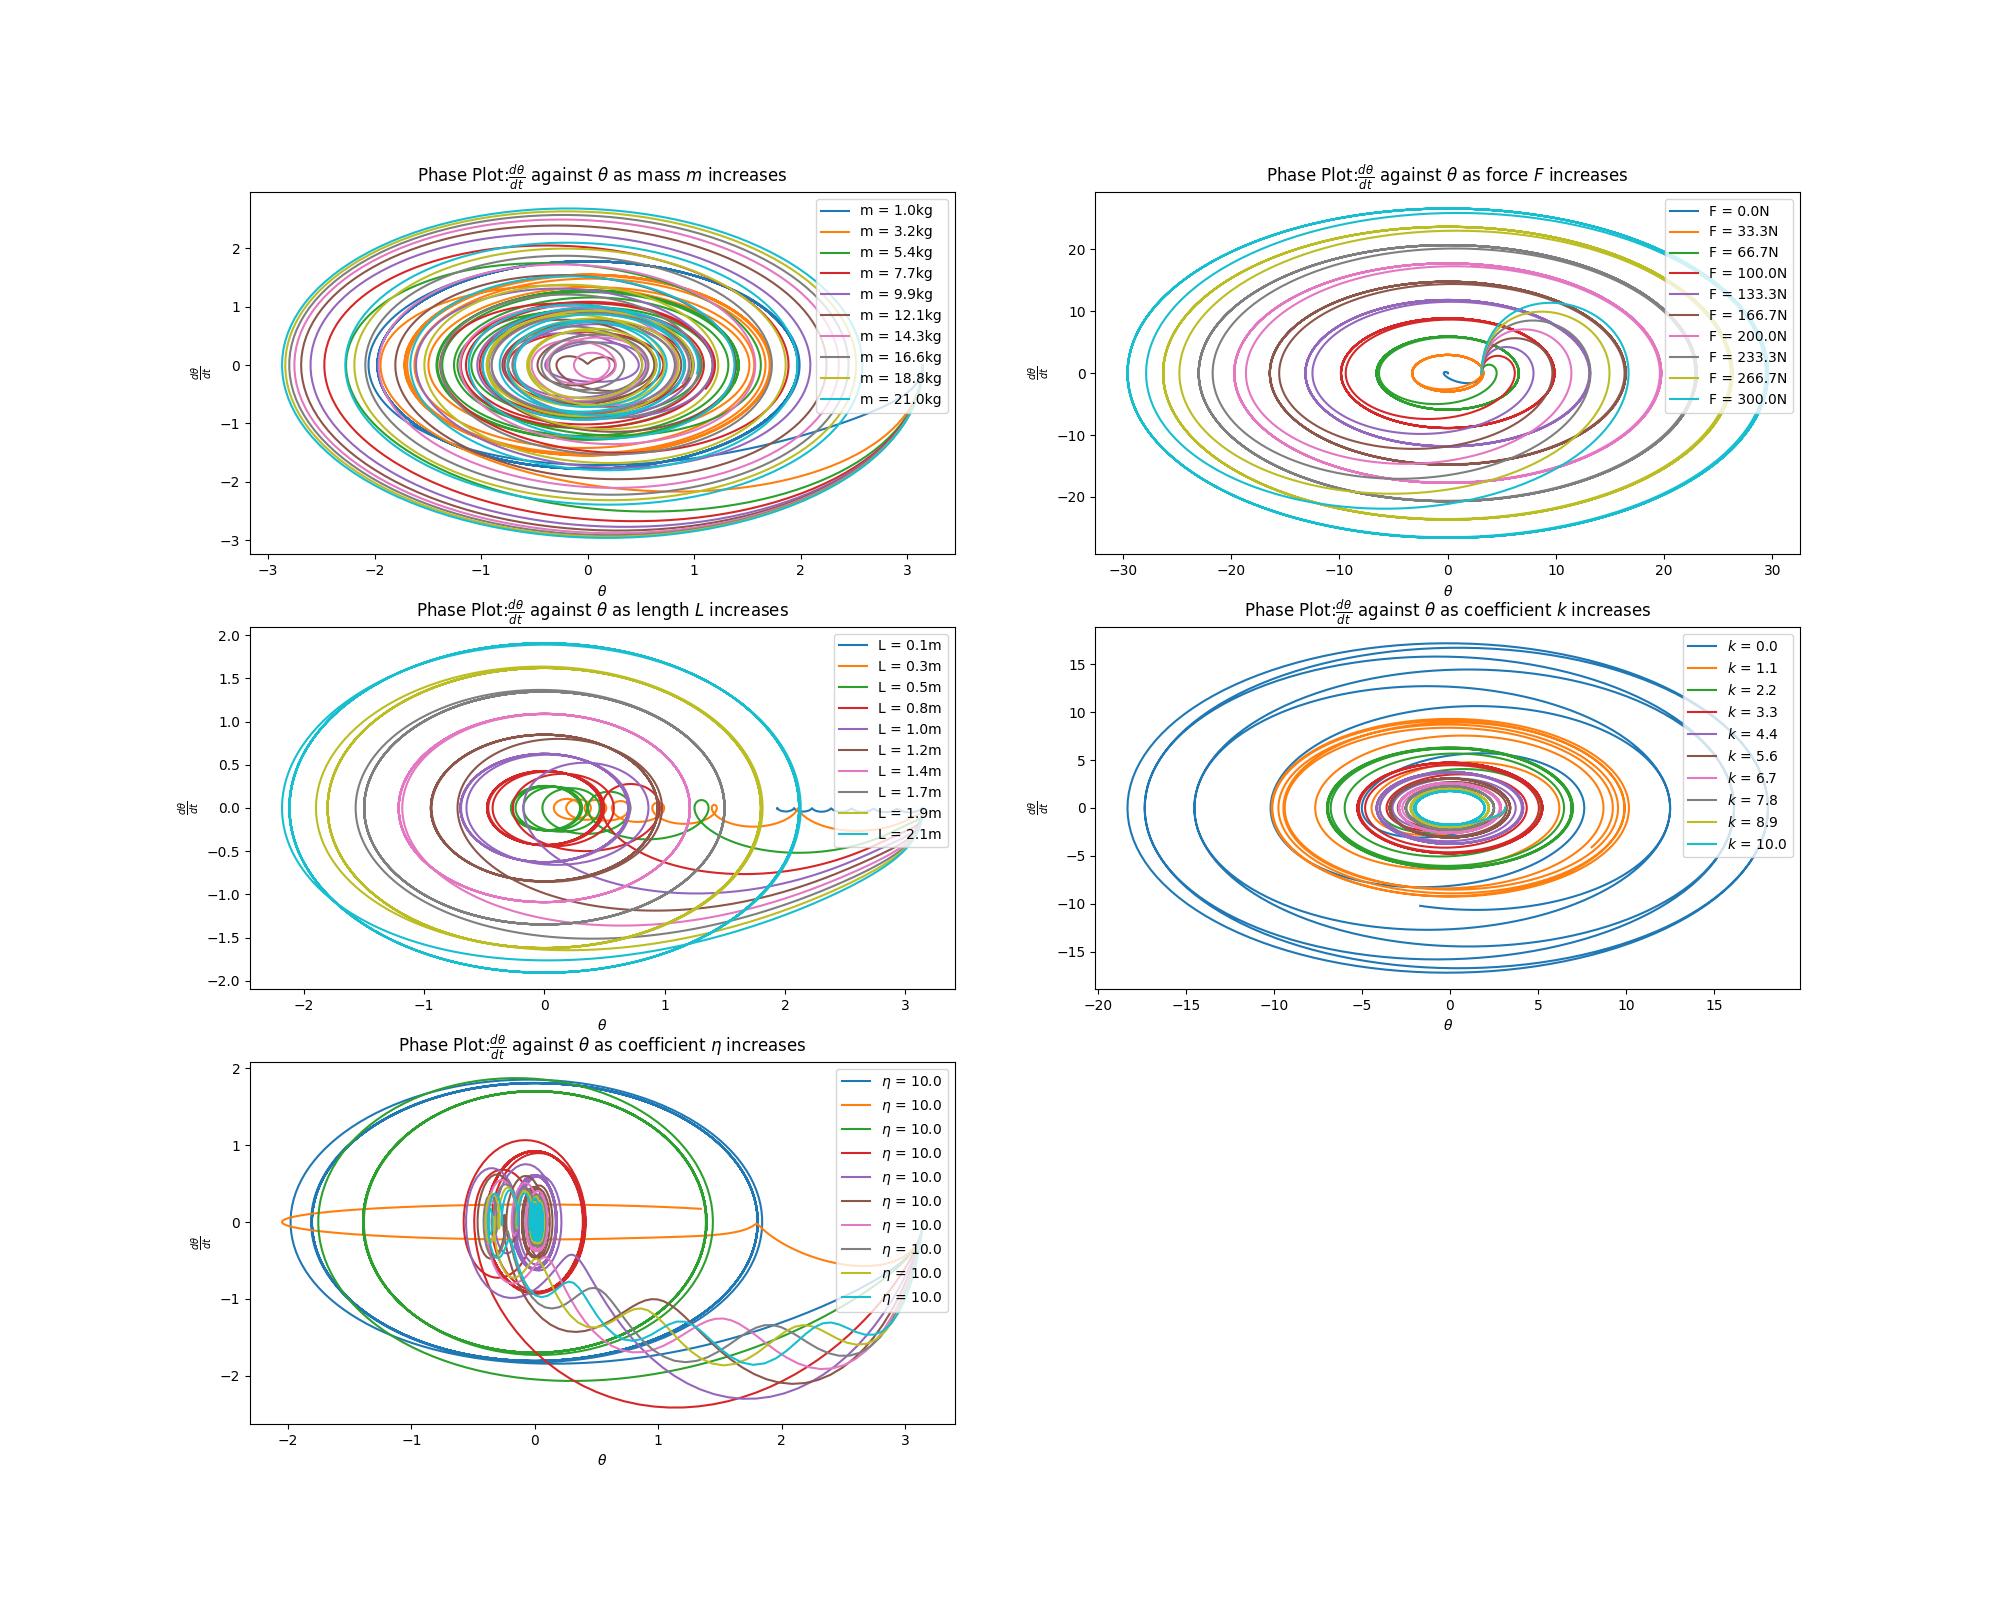 Phase Plot:dθ/dt against θ as mass m increases
dθ/dt
2
1
0
−1
−2
−3
−3 −2 −1 0 1 2 3
θ
m = 1.0kg
m = 3.2kg
m = 5.4kg
m = 7.7kg
m = 9.9kg
m = 12.1kg
m = 14.3kg
m = 16.6kg
m = 18.8kg
m = 21.0kg
Phase Plot:dθ/dt against θ as force F increases
dθ/dt
20
10
0
−10
−20
−30 −20 −10 0 10 20 30
θ
F = 0.0N
F = 33.3N
F = 66.7N
F = 100.0N
F = 133.3N
F = 166.7N
F = 200.0N
F = 233.3N
F = 266.7N
F = 300.0N
Phase Plot:dθ/dt against θ as length L increases
dθ/dt
2.0
1.5
1.0
0.5
0.0
−0.5
−1.0
−1.5
−2.0
−2 −1 0 1 2 3
θ
L = 0.1m
L = 0.3m
L = 0.5m
L = 0.8m
L = 1.0m
L = 1.2m
L = 1.4m
L = 1.7m
L = 1.9m
L = 2.1m
Phase Plot:dθ/dt against θ as coefficient k increases
dθ/dt
15
10
5
0
−5
−10
−15
−20 −15 −10 −5 0 5 10 15
θ
k = 0.0
k = 1.1
k = 2.2
k = 3.3
k = 4.4
k = 5.6
k = 6.7
k = 7.8
k = 8.9
k = 10.0
Phase Plot:dθ/dt against θ as coefficient η increases
dθ/dt
2
1
0
−1
−2
−2 −1 0 1 2 3
θ
η = 10.0
η = 10.0
η = 10.0
η = 10.0
η = 10.0
η = 10.0
η = 10.0
η = 10.0
η = 10.0
η = 10.0